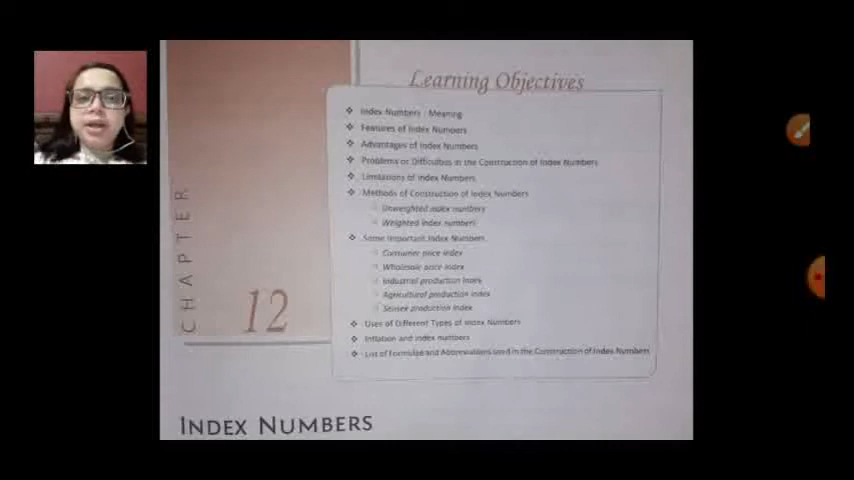 Learning Objectives
Index Numbers : Meaning
Features of Index Numbers
Advantages of Index Numbers
Problems or Difficulties in the Construction of Index Numbers
Limitations of Index Numbers
Methods of Construction of Index Numbers
Unweighted index numbers
Weighted index numbers
Some Important Index Numbers
Consumer price index
Wholesale price index
Industrial production index
Agricultural production index
Sensex production index
Uses of Different Types of Index Numbers
Inflation and index numbers
List of Formulae and Abbreviations used in the Construction of Index Numbers
CHAPTER
12
INDEX NUMBERS